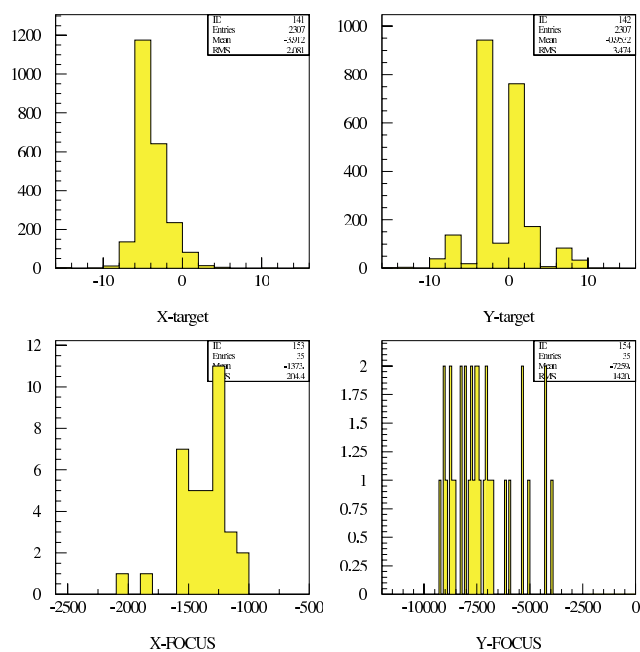 ID 141
Entries 2307
Mean -3.912
RMS 2.081
1200
1000
800
600
400
200
0
-10 0 10
X-target
ID 142
Entries 2307
Mean -0.9532
RMS 3.474
1000
800
600
400
200
0
-10 0 10
Y-target
ID 153
Entries 35
Mean -1373.
204.4
12
10
8
6
4
2
0
-2500 -2000 -1500 -1000 -500
X-FOCUS
ID 154
Entries 35
Mean -7259.
RMS 1420.
2
1.75
1.5
1.25
1
0.75
0.5
0.25
0
-10000 -7500 -5000 -2500 0
Y-FOCUS